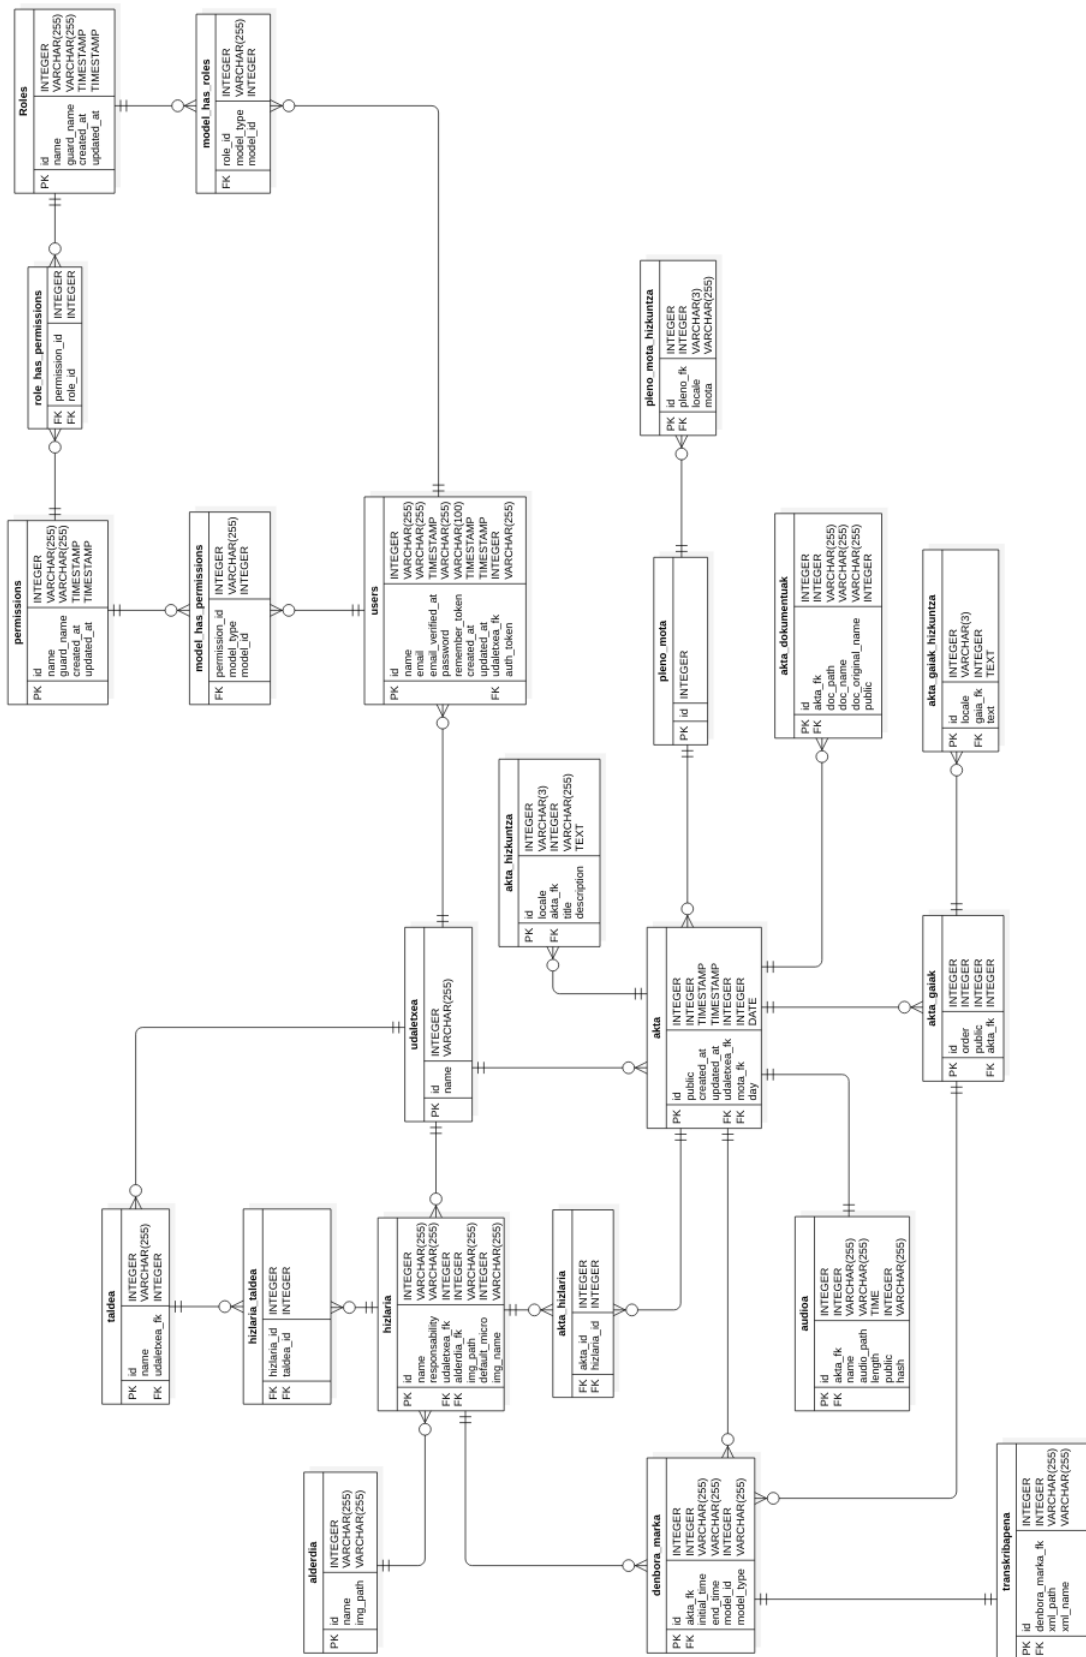 permissions
PK id INTEGER
name VARCHAR(255)
guard_name VARCHAR(255)
created_at TIMESTAMP
updated_at TIMESTAMP
role_has_permissions
FK permission_id INTEGER
FK role_id INTEGER
Roles
PK id INTEGER
name VARCHAR(255)
guard_name VARCHAR(255)
created_at TIMESTAMP
updated_at TIMESTAMP
taldea
PK id INTEGER
name VARCHAR(255)
FK udaletxea_fk INTEGER
model_has_permissions
FK permission_id INTEGER
model_type VARCHAR(255)
model_id INTEGER
model_has_roles
FK role_id INTEGER
model_type VARCHAR(255)
model_id INTEGER
hizlaria_taldea
FK hizlaria_id INTEGER
FK taldea_id INTEGER
alderdia
PK id INTEGER
name VARCHAR(255)
img_path VARCHAR(255)
hizlaria
PK id INTEGER
name VARCHAR(255)
responsability VARCHAR(255)
FK udaletxea_fk INTEGER
FK alderdia_fk INTEGER
img_path VARCHAR(255)
default_micro INTEGER
img_name VARCHAR(255)
udaletxea
PK id INTEGER
name VARCHAR(255)
users
PK id INTEGER
name VARCHAR(255)
email VARCHAR(255)
email_verified_at TIMESTAMP
password VARCHAR(255)
remember_token VARCHAR(100)
created_at TIMESTAMP
updated_at TIMESTAMP
FK udaletxea_fk INTEGER
auth_token VARCHAR(255)
akta_hizlaria
FK akta_id INTEGER
FK hizlaria_id INTEGER
akta_hizkuntza
PK id INTEGER
locale VARCHAR(3)
FK akta_fk INTEGER
title VARCHAR(255)
description TEXT
denbora_marka
PK id INTEGER
FK akta_fk INTEGER
initial_time VARCHAR(255)
end_time VARCHAR(255)
model_id INTEGER
model_type VARCHAR(255)
akta
PK id INTEGER
public INTEGER
created_at TIMESTAMP
updated_at TIMESTAMP
FK udaletxea_fk INTEGER
FK mota_fk INTEGER
day DATE
pleno_mota
PK id INTEGER
pleno_mota_hizkuntza
PK id INTEGER
FK pleno_fk INTEGER
locale VARCHAR(3)
mota VARCHAR(255)
audioa
PK id INTEGER
FK akta_fk INTEGER
name VARCHAR(255)
audio_path VARCHAR(255)
length TIME
public INTEGER
hash VARCHAR(255)
akta_dokumentuak
PK id INTEGER
FK akta_fk INTEGER
doc_path VARCHAR(255)
doc_name VARCHAR(255)
doc_original_name VARCHAR(255)
public INTEGER
akta_gaiak
PK id INTEGER
order INTEGER
public INTEGER
FK akta_fk INTEGER
akta_gaiak_hizkuntza
PK id INTEGER
locale VARCHAR(3)
FK gaia_fk INTEGER
text TEXT
transkribapena
PK id INTEGER
FK denbora_marka_fk INTEGER
xml_path VARCHAR(255)
xml_name VARCHAR(255)